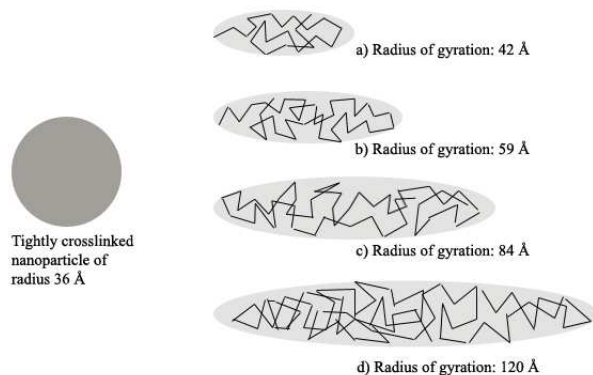 a) Radius of gyration: 42 Å
b) Radius of gyration: 59 Å
Tightly crosslinked
nanoparticle of
radius 36 Å
c) Radius of gyration: 84 Å
d) Radius of gyration: 120 Å